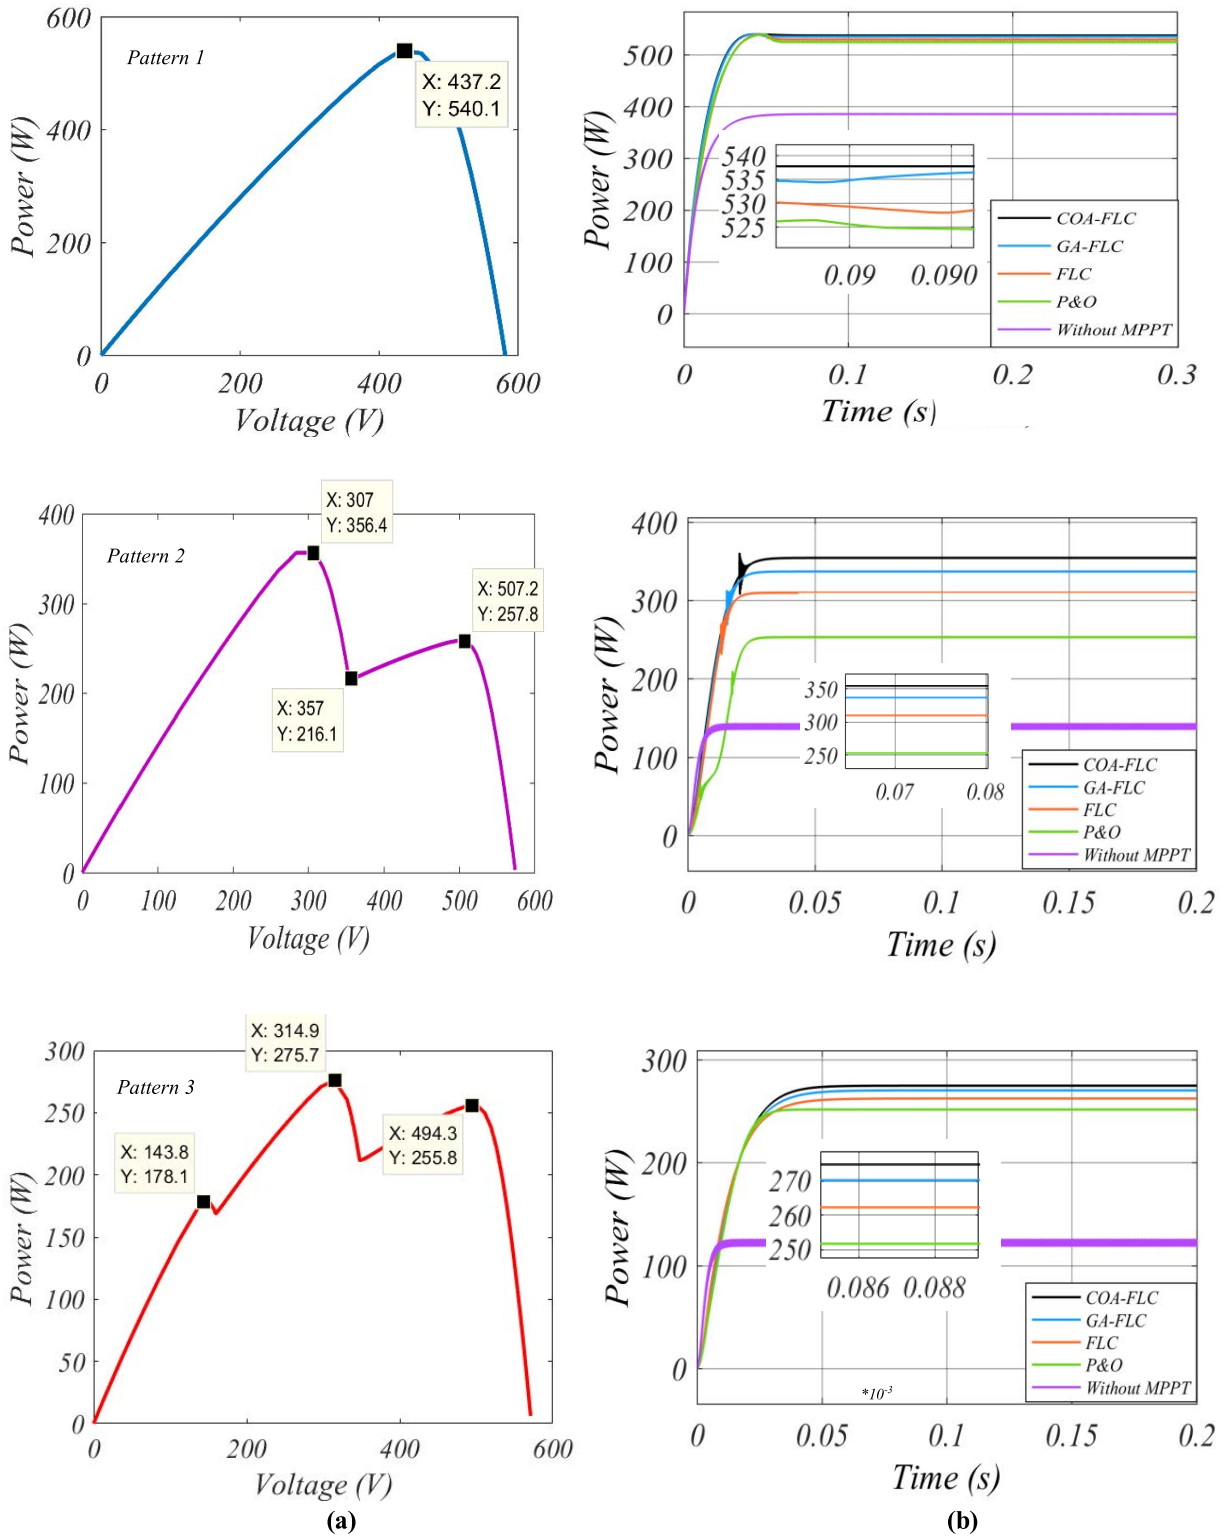 600
400
200
0
Power (W)
Pattern 1
X: 437.2
Y: 540.1
0
200
400
600
Voltage (V)
500
400
300
200
100
0
Power (W)
540
535
530
525
0.09
0.090
COA-FLC
GA-FLC
FLC
P&O
Without MPPT
0
0.1
0.2
0.3
Time (s)
400
300
200
100
0
Power (W)
Pattern 2
X: 307
Y: 356.4
X: 507.2
Y: 257.8
X: 357
Y: 216.1
0
100
200
300
400
500
600
Voltage (V)
400
300
200
100
0
Power (W)
350
300
250
0.07
0.08
COA-FLC
GA-FLC
FLC
P&O
Without MPPT
0
0.05
0.1
0.15
0.2
Time (s)
300
250
200
150
100
50
0
Power (W)
Pattern 3
X: 314.9
Y: 275.7
X: 143.8
Y: 178.1
X: 494.3
Y: 255.8
0
200
400
600
Voltage (V)
(a)
300
200
100
0
Power (W)
270
260
250
0.086
0.088
COA-FLC
GA-FLC
FLC
P&O
Without MPPT
*10-3
0
0.05
0.1
0.15
0.2
Time (s)
(b)